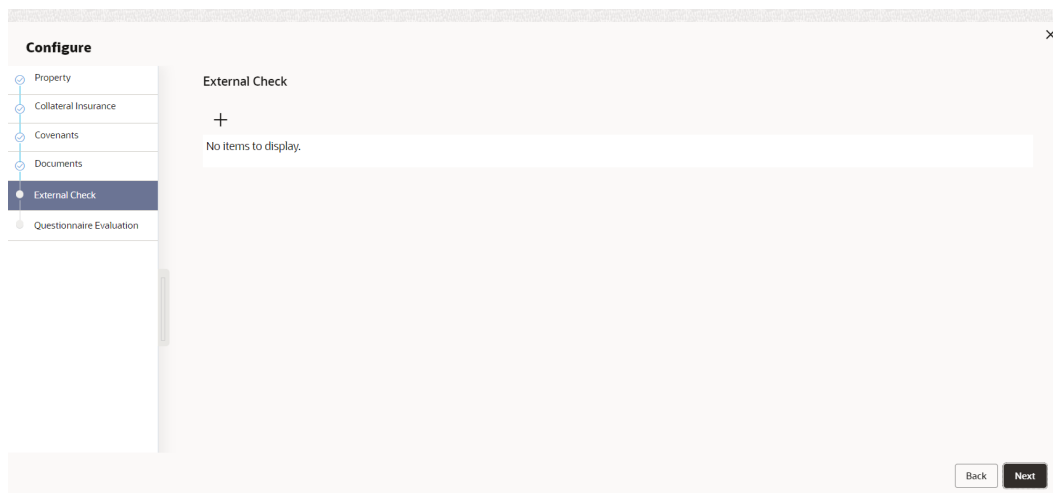 Configure
Property
Collateral Insurance
Covenants
Documents
External Check
Questionnaire Evaluation
External Check
No items to display.
Back
Next